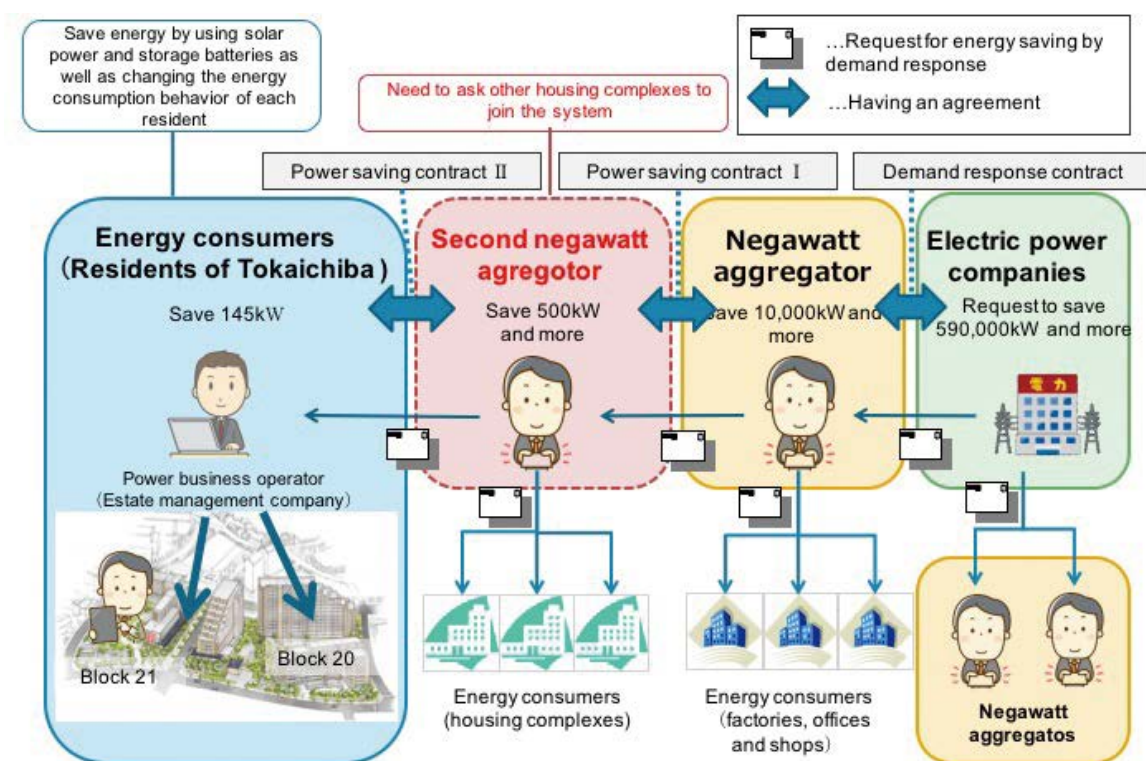 Save energy by using solar
power and storage batteries as
well as changing the energy
consumption behavior of each
resident
Need to ask other housing complexes to
join the system
…Request for energy saving by
demand response
…Having an agreement
Power saving contract Ⅱ
Power saving contract Ⅰ
Demand response contract
Energy consumers
(Residents of Tokaichiba)
Save 145kW
Second negawatt
agregotor
Save 500kW
and more
Negawatt
aggregator
Save 10,000kW and
more
Electric power
companies
Request to save
590,000kW and more
電力
Power business operator
(Estate management company)
Block 21
Block 20
Energy consumers
(housing complexes)
Energy consumers
(factories, offices
and shops)
Negawatt
aggregatos